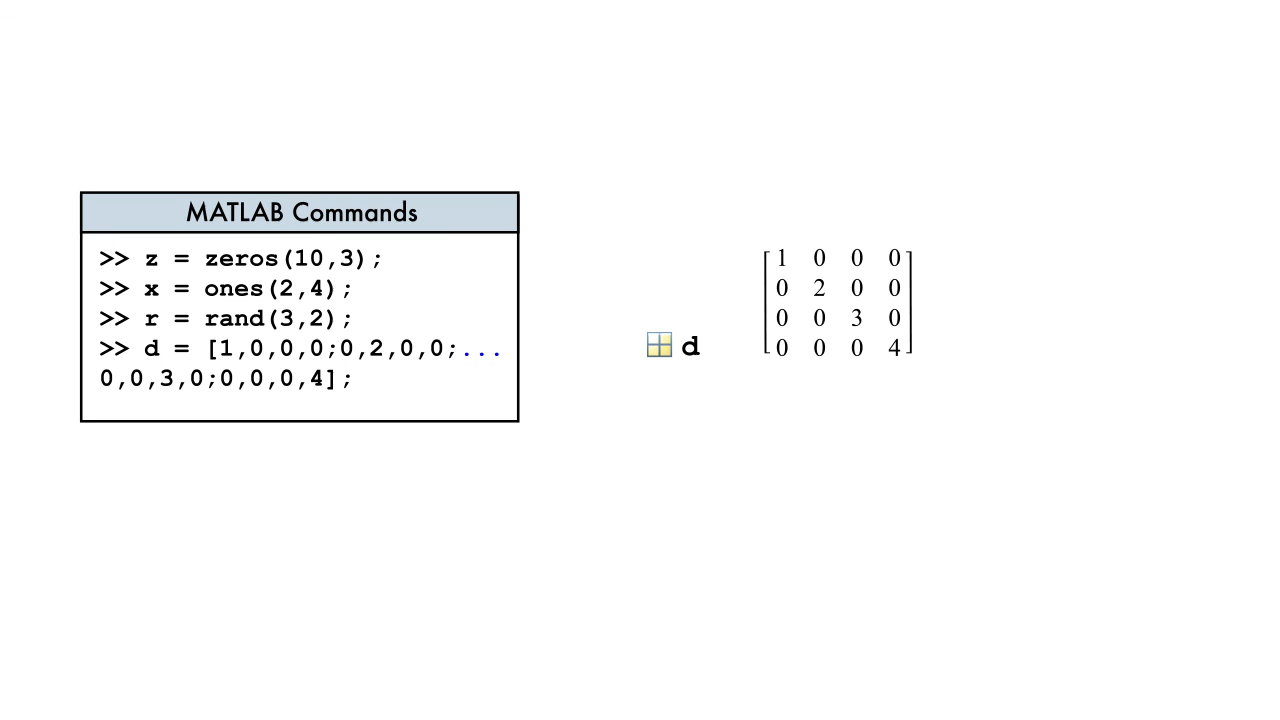 MATLAB Commands
>> z = zeros(10,3);
>> x = ones(2,4);
>> r = rand(3,2);
>> d = [1,0,0,0;0,2,0,0;...
0,0,3,0;0,0,0,4];
d
1 0 0 0
0 2 0 0
0 0 3 0
0 0 0 4